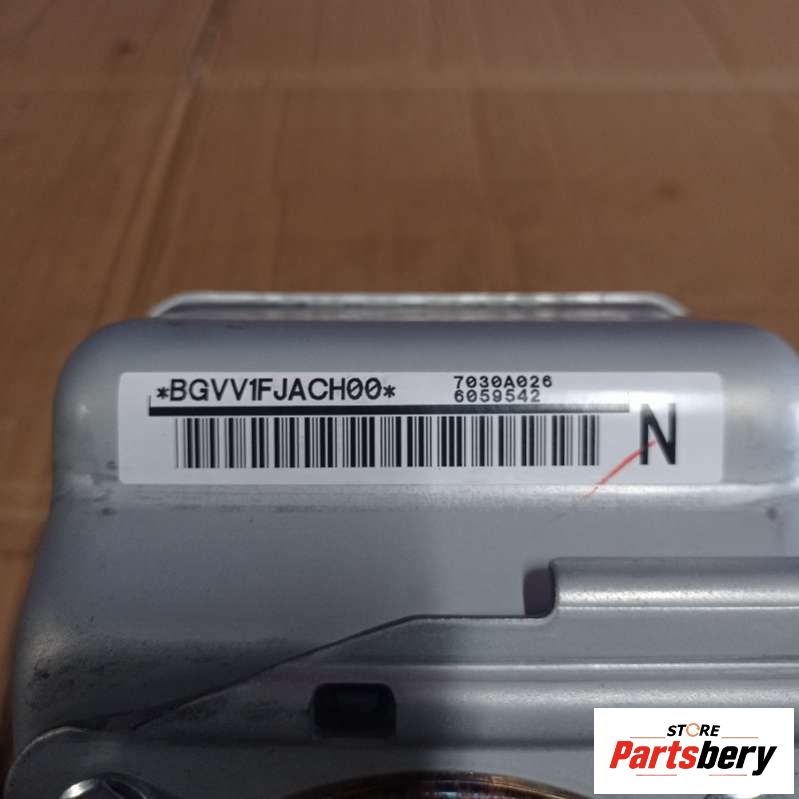 *BGVV1FJACH00*
7030A026
6059542
N
STORE
Partsbery